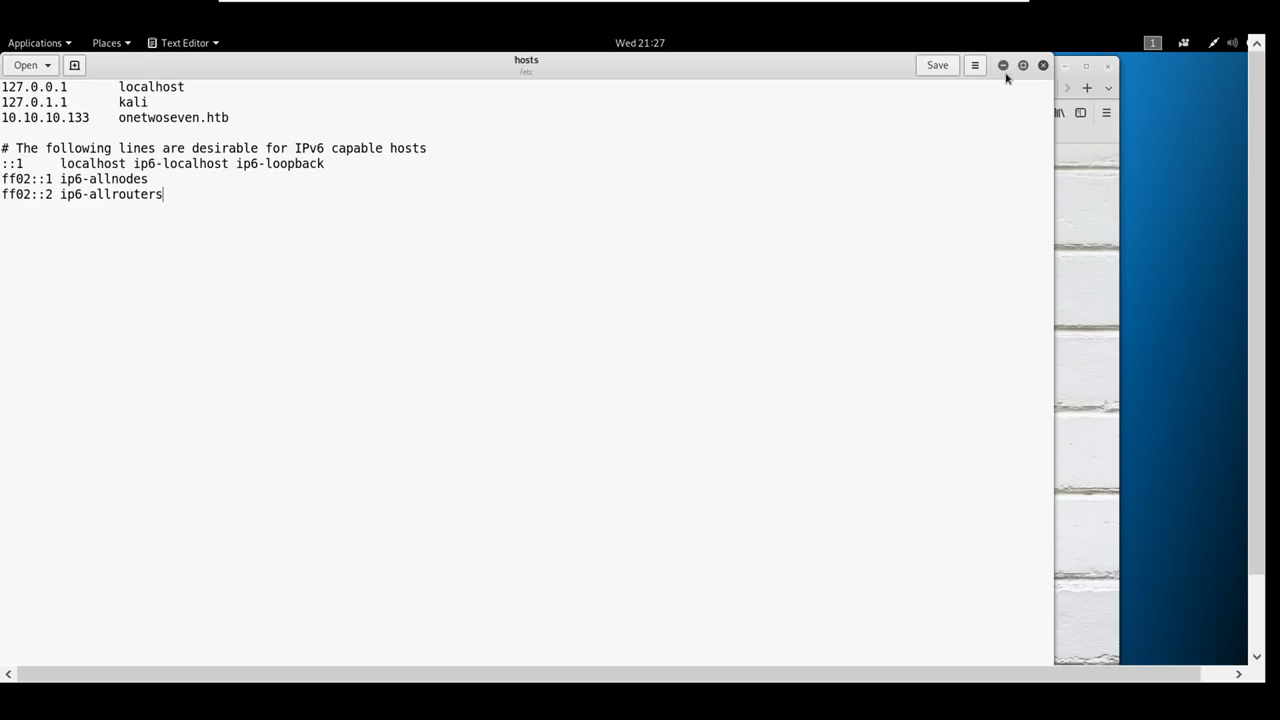 Applications Places Text Editor Wed 21:27 1
Open hosts Save
/etc
127.0.0.1 localhost
127.0.1.1 kali
10.10.10.133 onetwoseven.htb
# The following lines are desirable for IPv6 capable hosts
::1 localhost ip6-localhost ip6-loopback
ff02::1 ip6-allnodes
ff02::2 ip6-allrouters